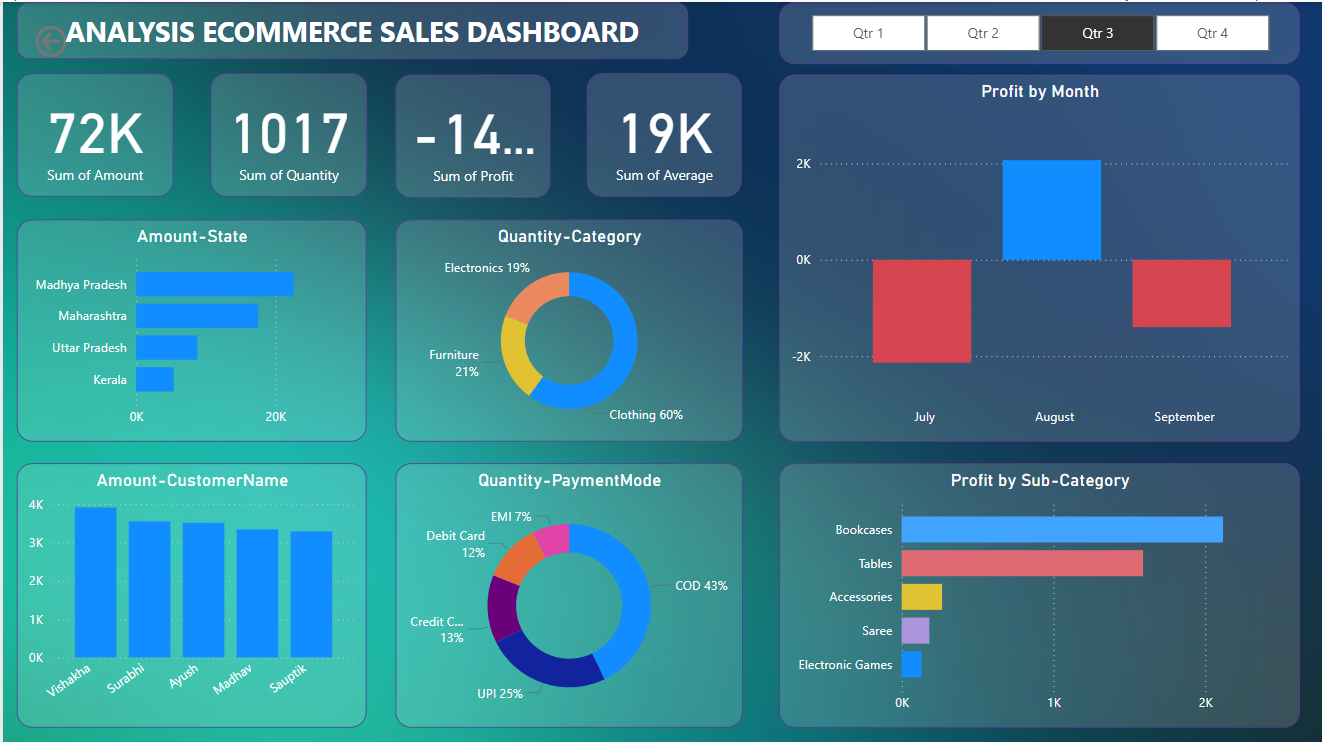 ANALYSIS ECOMMERCE SALES DASHBOARD
Qtr 1
Qtr 2
Qtr 3
Qtr 4
72K
Sum of Amount
1017
Sum of Quantity
-14...
Sum of Profit
19K
Sum of Average
Profit by Month
2K
0K
-2K
July
August
September
Amount-State
Madhya Pradesh
Maharashtra
Uttar Pradesh
Kerala
0K
20K
Quantity-Category
Electronics 19%
Furniture
21%
Clothing 60%
Amount-CustomerName
4K
3K
2K
1K
0K
Vishakha
Surabhi
Ayush
Madhav
Sauptik
Quantity-PaymentMode
EMI 7%
Debit Card
12%
COD 43%
Credit C...
13%
UPI 25%
Profit by Sub-Category
Bookcases
Tables
Accessories
Saree
Electronic Games
0K
1K
2K